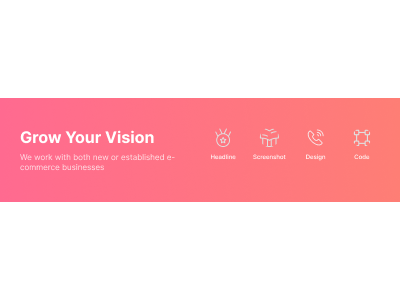 Grow Your Vision
We work with both new or established e-
commerce businesses
Headline
Screenshot
Design
Code